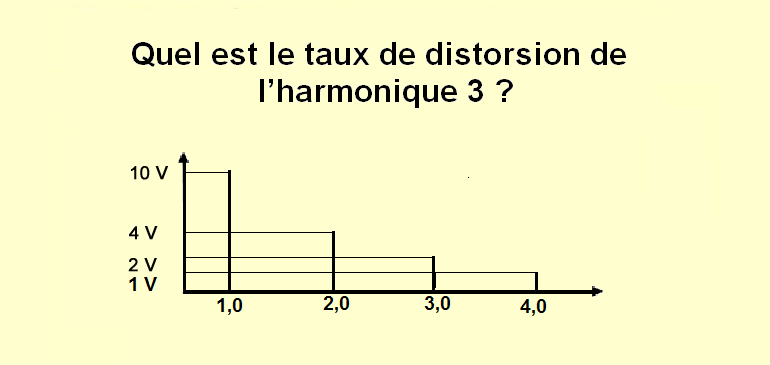 Quel est le taux de distorsion de
l'harmonique 3 ?
10 V
4 V
2 V
1 V
1,0
2,0
3,0
4,0